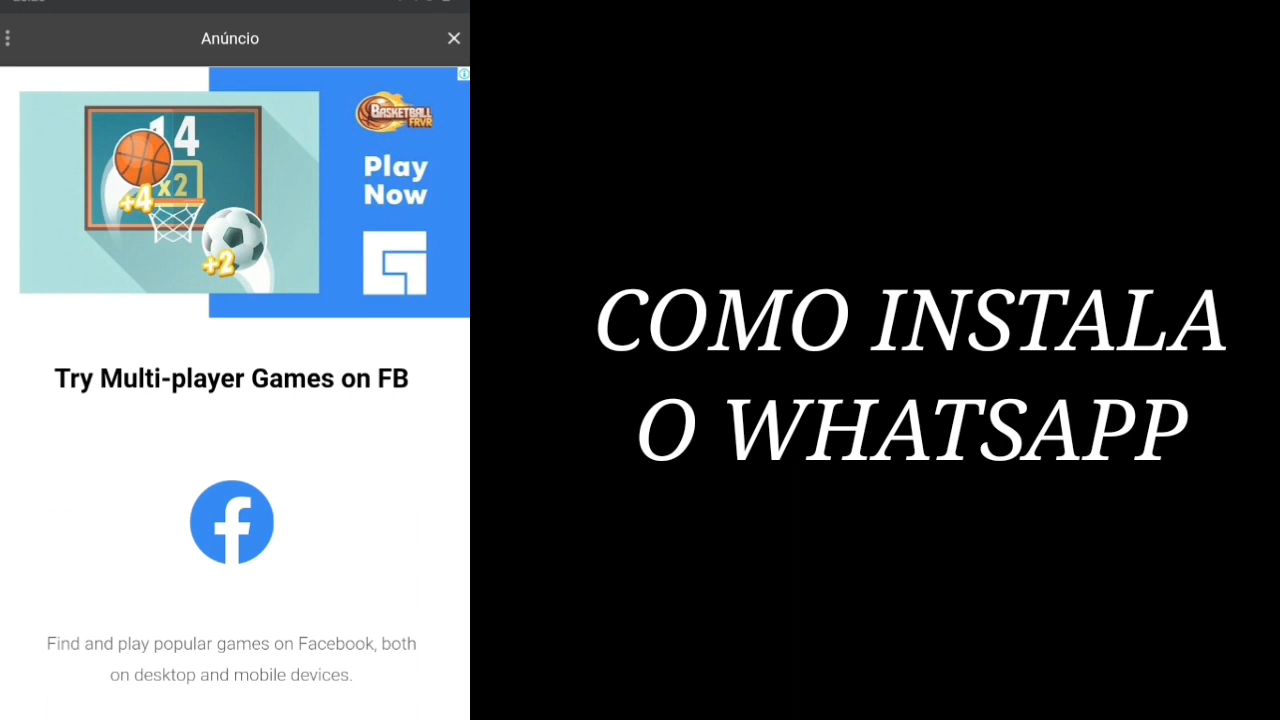 Anúncio
14
x2
+4
+2
BASKETBALL
FRVR
Play
Now
Try Multi-player Games on FB
Find and play popular games on Facebook, both
on desktop and mobile devices.
COMO INSTALA
O WHATSAPP